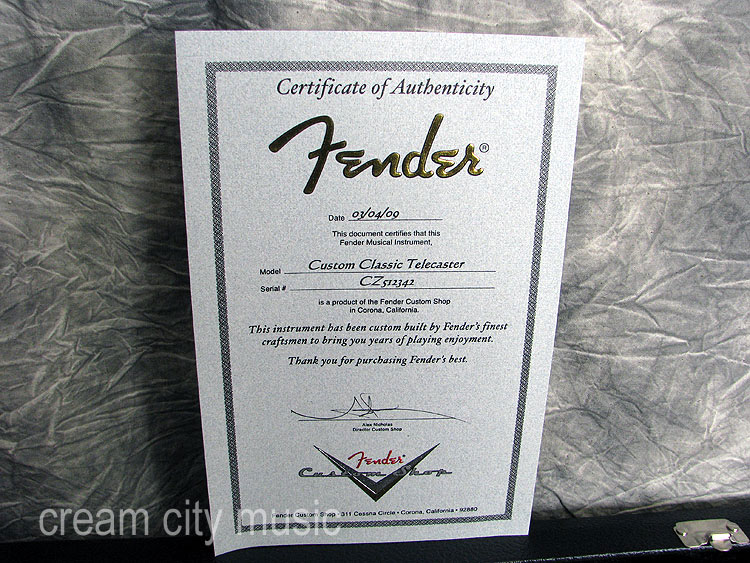 Certificate of Authenticity
Fender®
Date 03/04/09
This document certifies that this
Fender Musical Instrument,
Model Custom Classic Telecaster
Serial # CZ512342
is a product of the Fender Custom Shop
in Corona, California.
This instrument has been custom built by Fender's finest
craftsmen to bring you years of playing enjoyment.
Thank you for purchasing Fender's best.
Alex Nicholas
Director Custom Shop
Fender®
Custom Shop
Fender Custom Shop • 311 Cessna Circle • Corona, California • 92880
cream city music